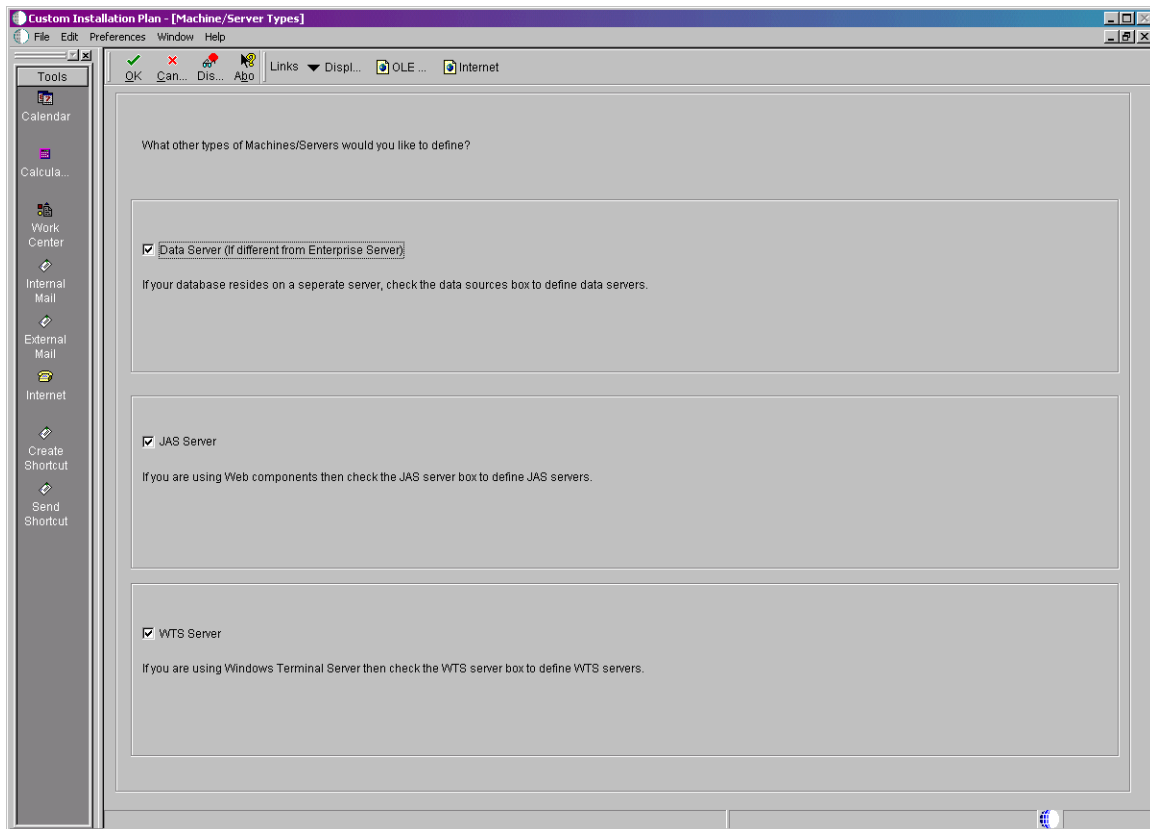 Custom Installation Plan - [Machine/Server Types]
File Edit Preferences Window Help
Tools
OK Can... Dis... Abo Links Displ... OLE ... Internet
Calendar
Calcula...
Work
Center
Internal
Mail
External
Mail
Internet
Create
Shortcut
Send
Shortcut
What other types of Machines/Servers would you like to define?
Data Server (If different from Enterprise Server)
If your database resides on a seperate server, check the data sources box to define data servers.
JAS Server
If you are using Web components then check the JAS server box to define JAS servers.
WTS Server
If you are using Windows Terminal Server then check the WTS server box to define WTS servers.